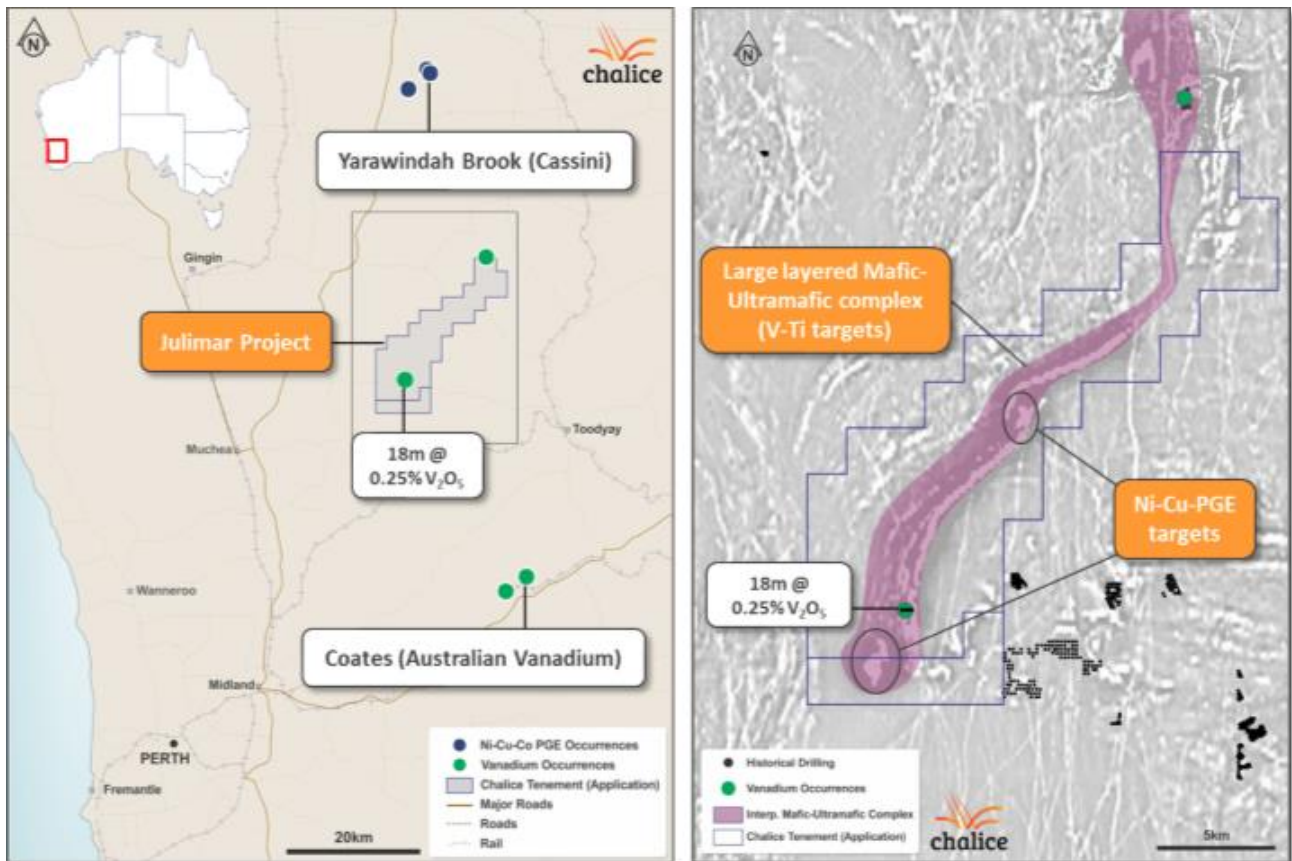 N
chalice
Yarawindah Brook (Cassini)
Gingin
Julimar Project
Toodyay
Muchea
18m @
0.25% V₂O₅
Wanneroo
Coates (Australian Vanadium)
Midland
PERTH
Fremantle
Ni-Cu-Co PGE Occurrences
Vanadium Occurrences
Chalice Tenement (Application)
Major Roads
Roads
Rail
20km
N
Large layered Mafic-
Ultramafic complex
(V-Ti targets)
Ni-Cu-PGE
targets
18m @
0.25% V₂O₅
Historical Drilling
Vanadium Occurrences
Interp. Mafic-Ultramafic Complex
Chalice Tenement (Application)
chalice
5km